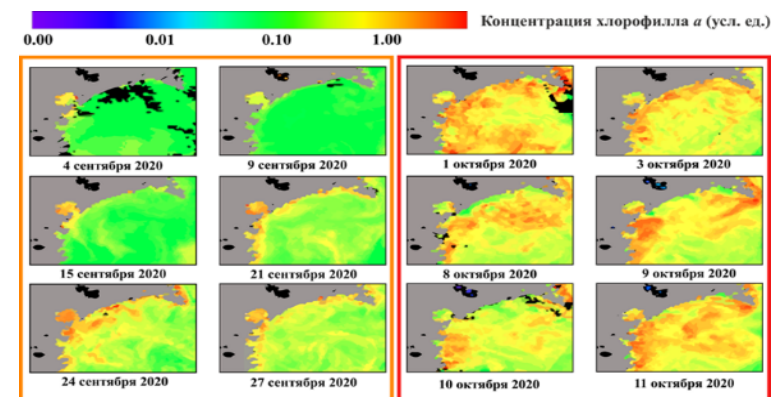 Концентрация хлорофилла a (усл. ед.)
0.00 0.01 0.10 1.00
4 сентября 2020 9 сентября 2020 1 октября 2020 3 октября 2020
15 сентября 2020 21 сентября 2020 8 октября 2020 9 октября 2020
24 сентября 2020 27 сентября 2020 10 октября 2020 11 октября 2020